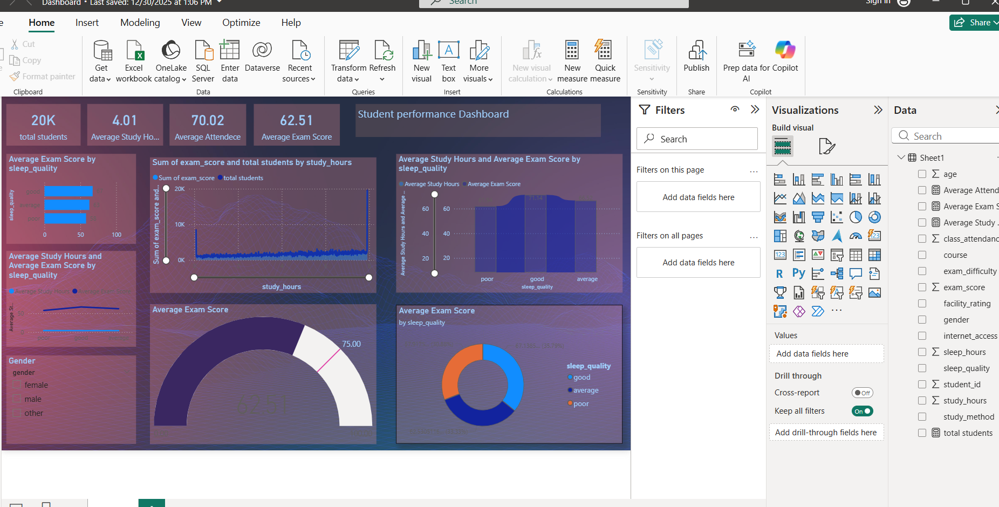 Dashboard • Last saved: 12/30/2025 at 1:06 PM
Search
Home Insert Modeling View Optimize Help
Share
Cut
Copy
Format painter
Clipboard
Get data
Excel workbook
OneLake catalog
SQL Server
Enter data
Dataverse
Recent sources
Data
Transform data
Refresh
Queries
New visual
Text box
More visuals
Insert
New visual calculation
New measure
Quick measure
Calculations
Sensitivity
Sensitivity
Publish
Share
Prep data for AI
Copilot
Copilot
20K
total students
4.01
Average Study Ho...
70.02
Average Attendece
62.51
Average Exam Score
Student performance Dashboard
Average Exam Score by
sleep_quality
sleep_quality
good
average
poor
0 50 100
Average Study Hours and
Average Exam Score by
sleep_quality
Average Study Hours Average Exam Score
Average St...
50
0
poor good average
Gender
gender
female
male
other
Sum of exam_score and total students by study_hours
Sum of exam_score total students
Sum of exam_score and...
20K
10K
0K
study_hours
Average Study Hours and Average Exam Score by
sleep_quality
Average Study Hours Average Exam Score
Average Study Hours and Average ...
60 60
40 40
20 20
71.14
poor good average
sleep_quality
Average Exam Score
75.00
62.51
100.00
Average Exam Score
by sleep_quality
sleep_quality
good
average
poor
Filters
Search
Filters on this page
...
Add data fields here
Filters on all pages
...
Add data fields here
Visualizations
Build visual
123
123
R
Py
...
Values
Add data fields here
Drill through
Cross-report
Off
Keep all filters
On
Add drill-through fields here
Data
Search
Sheet1
age
Average Attend
Average Exam S
Average Study .
class_attendanc
course
exam_difficulty
exam_score
facility_rating
gender
internet_access
sleep_hours
sleep_quality
student_id
study_hours
study_method
total students